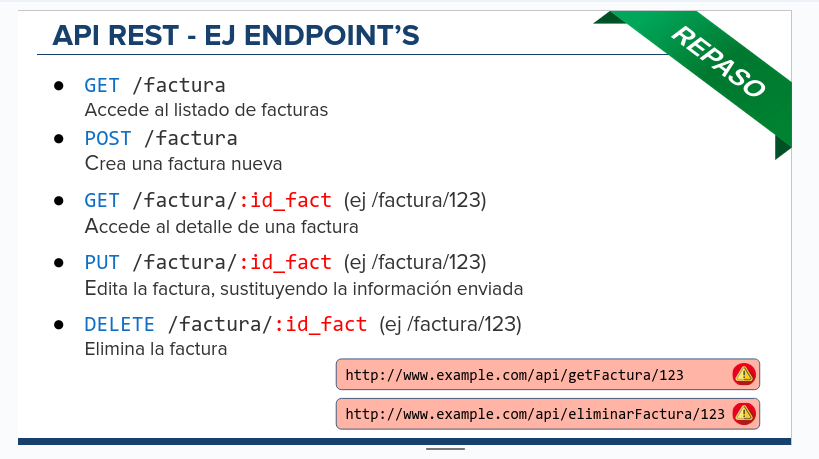 API REST - EJ ENDPOINT’S
REPASO
● GET /factura
Accede al listado de facturas
● POST /factura
Crea una factura nueva
● GET /factura/:id_fact (ej /factura/123)
Accede al detalle de una factura
● PUT /factura/:id_fact (ej /factura/123)
Edita la factura, sustituyendo la información enviada
● DELETE /factura/:id_fact (ej /factura/123)
Elimina la factura
http://www.example.com/api/getFactura/123
http://www.example.com/api/eliminarFactura/123